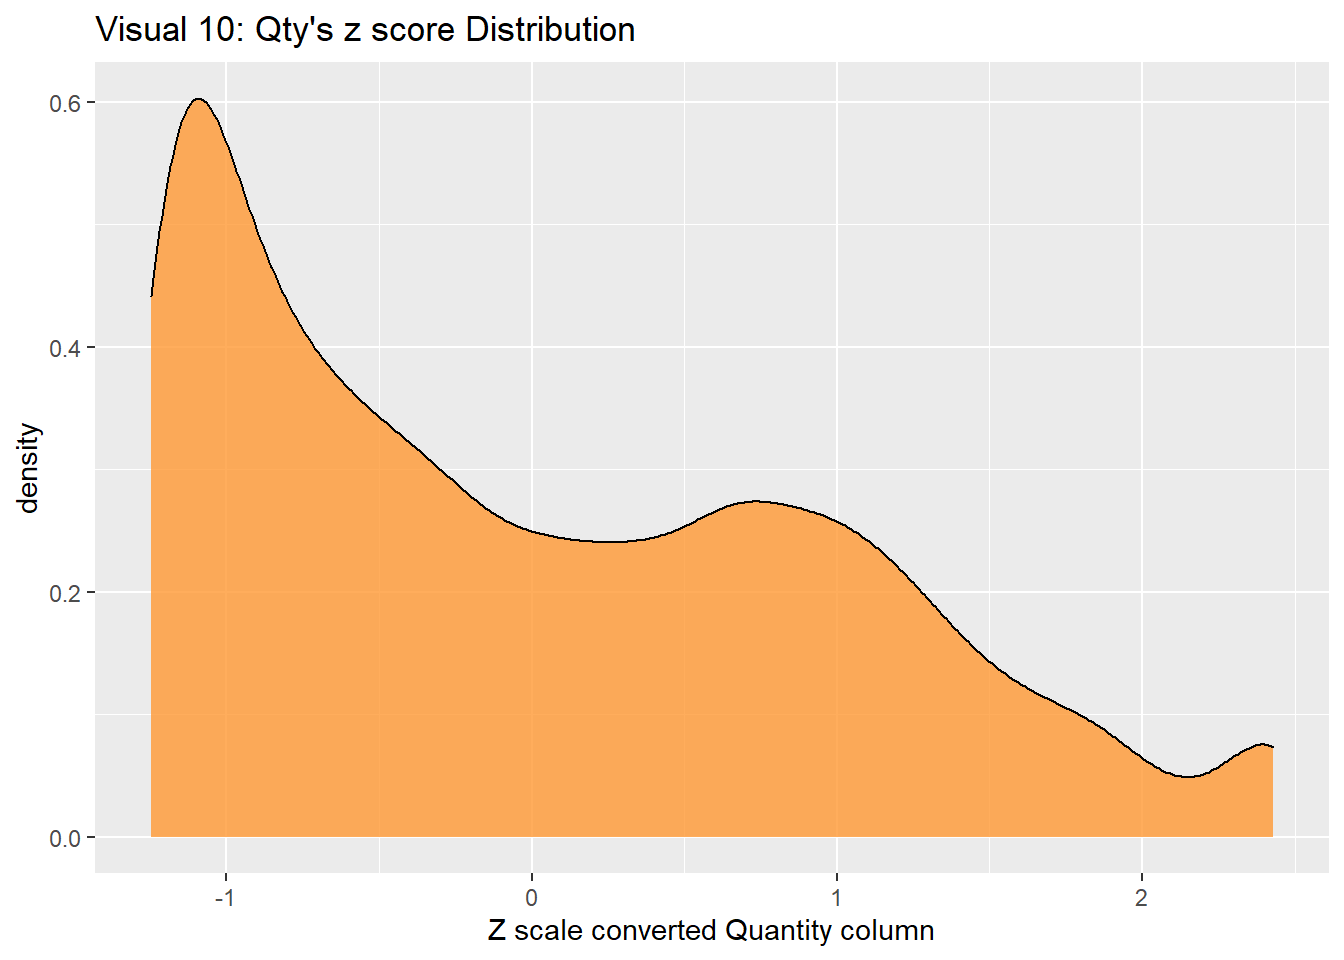 Visual 10: Qty's z score Distribution
0.6
0.4
0.2
0.0
density
-1 0 1 2
Z scale converted Quantity column